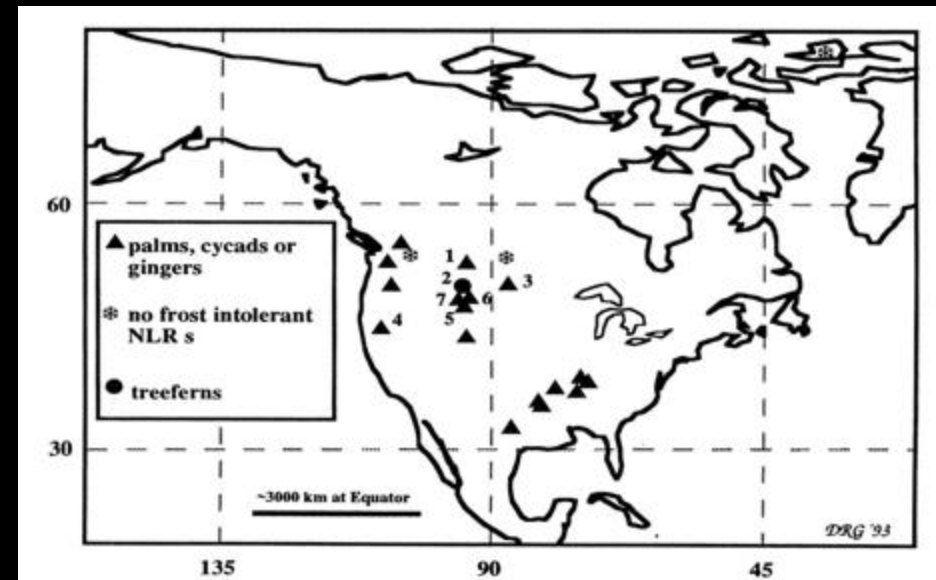 60
30
135
90
45
palms, cycads or
gingers
no frost intolerant
NLR s
treeferns
1
2
3
7
6
5
4
~3000 km at Equator
DRG '93